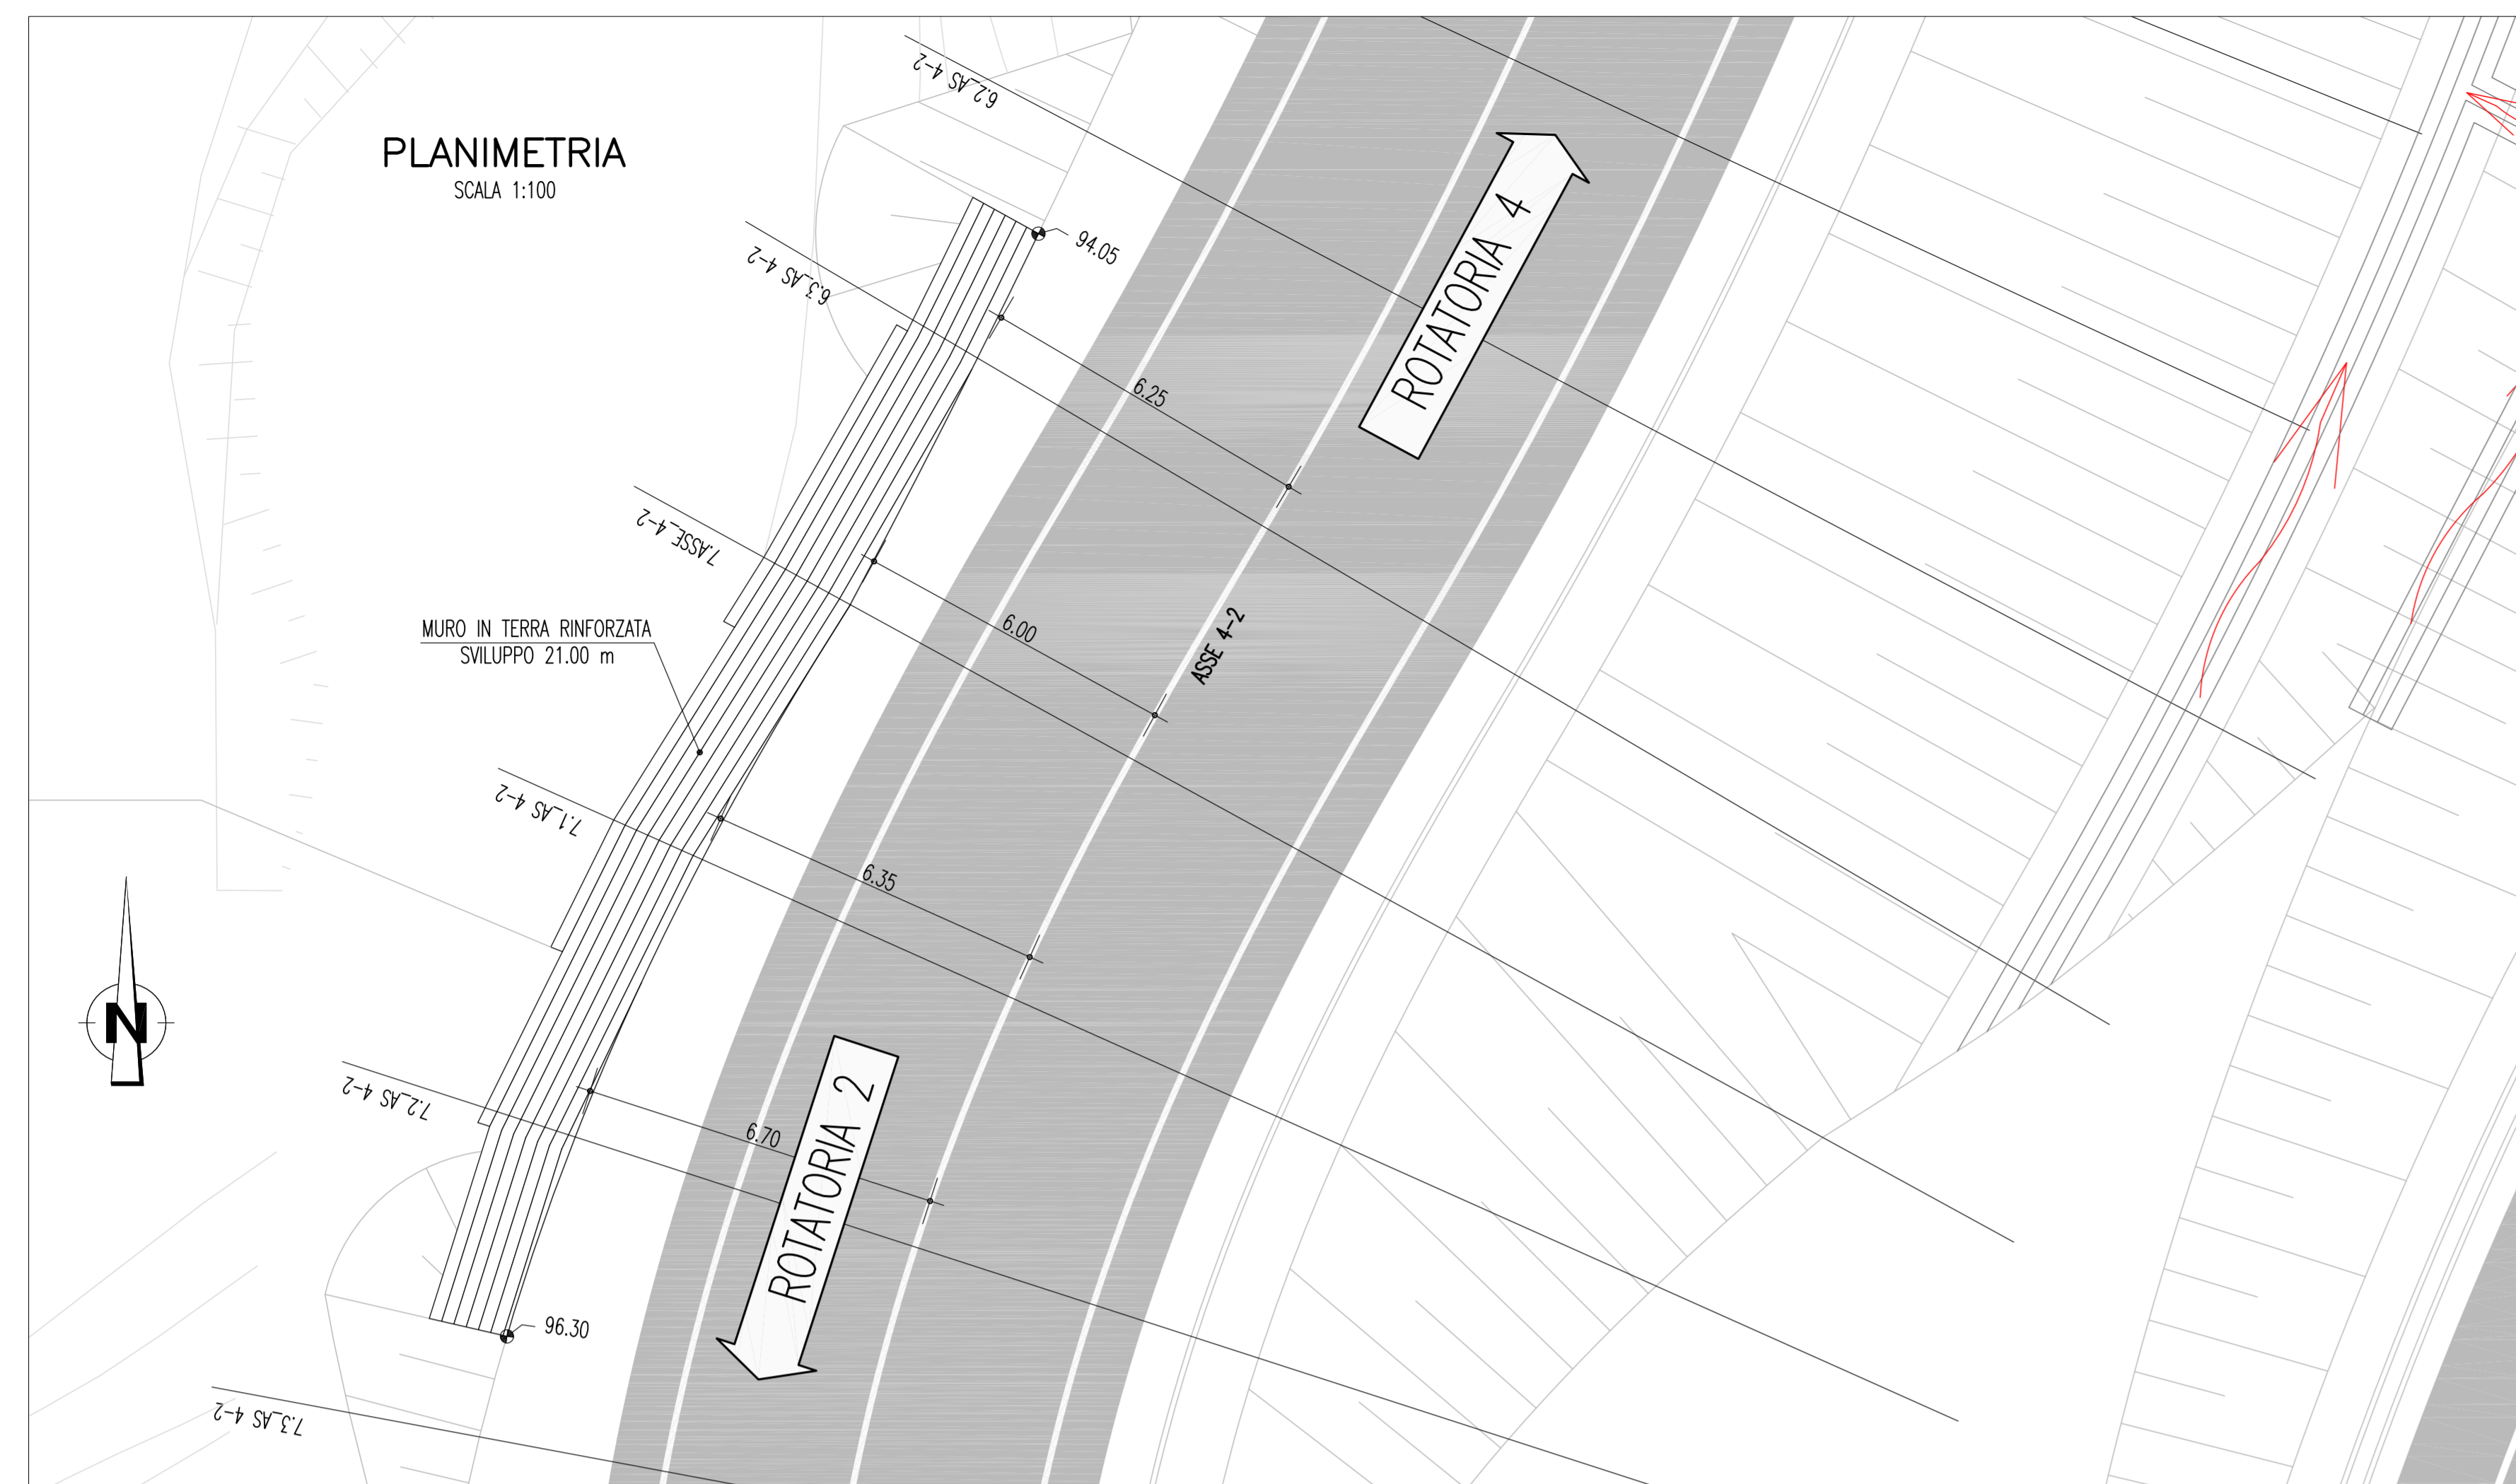 PLANIMETRIA
SCALA 1:100
6.2_AS 4-2
94.05
6.3_AS 4-2
ROTATORIA 4
6.25
7.ASSE_4-2
6.00
ASSE 4-2
MURO IN TERRA RINFORZATA
SVILUPPO 21.00 m
7.1_AS 4-2
6.35
N
7.2_AS 4-2
6.70
ROTATORIA 2
96.30
7.3_AS 4-2